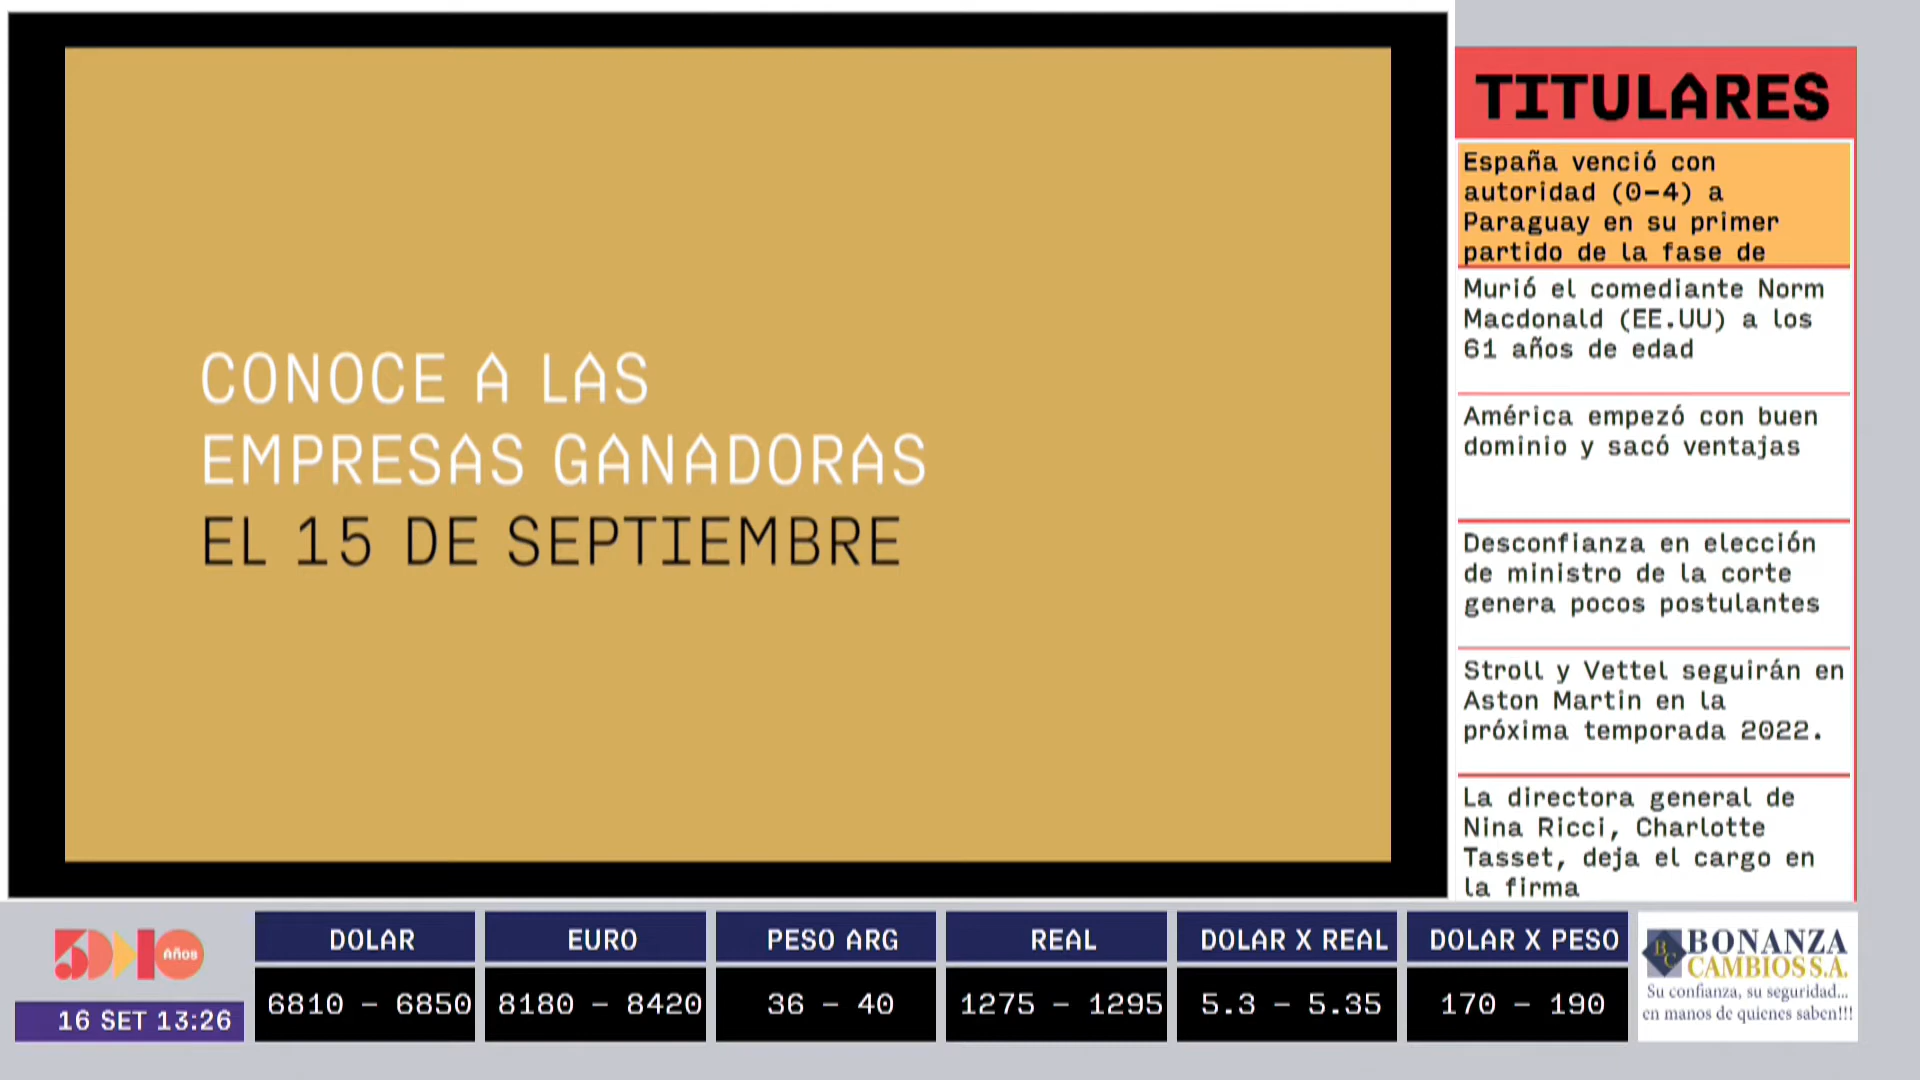 CONOCE A LAS
EMPRESAS GANADORAS
EL 15 DE SEPTIEMBRE
TITULARES
España venció con
autoridad (0-4) a
Paraguay en su primer
partido de la fase de
Murió el comediante Norm
Macdonald (EE.UU) a los
61 años de edad
América empezó con buen
dominio y sacó ventajas
Desconfianza en elección
de ministro de la corte
genera pocos postulantes
Stroll y Vettel seguirán en
Aston Martin en la
próxima temporada 2022.
La directora general de
Nina Ricci, Charlotte
Tasset, deja el cargo en
la firma
5D 10 Años
16 SET 13:26
DOLAR
6810 - 6850
EURO
8180 - 8420
PESO ARG
36 - 40
REAL
1275 - 1295
DOLAR X REAL
5.3 - 5.35
DOLAR X PESO
170 - 190
BC
BONANZA
CAMBIOS S.A.
Su confianza, su seguridad...
en manos de quienes saben!!!